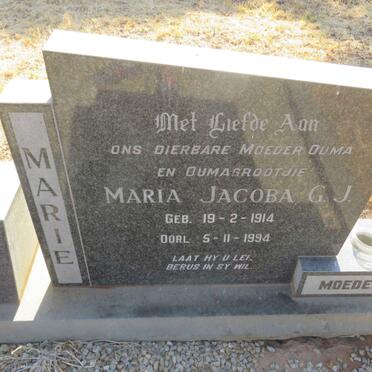 MARIE
Met Liefde Aan
ONS DIERBARE MOEDER OUMA
EN OUMAGROOTJIE
MARIA JACOBA G. J.
GEB. 19-2-1914
OORL. 5-11-1994
LAAT HY U LEI.
BERUS IN SY WIL.
MOEDE